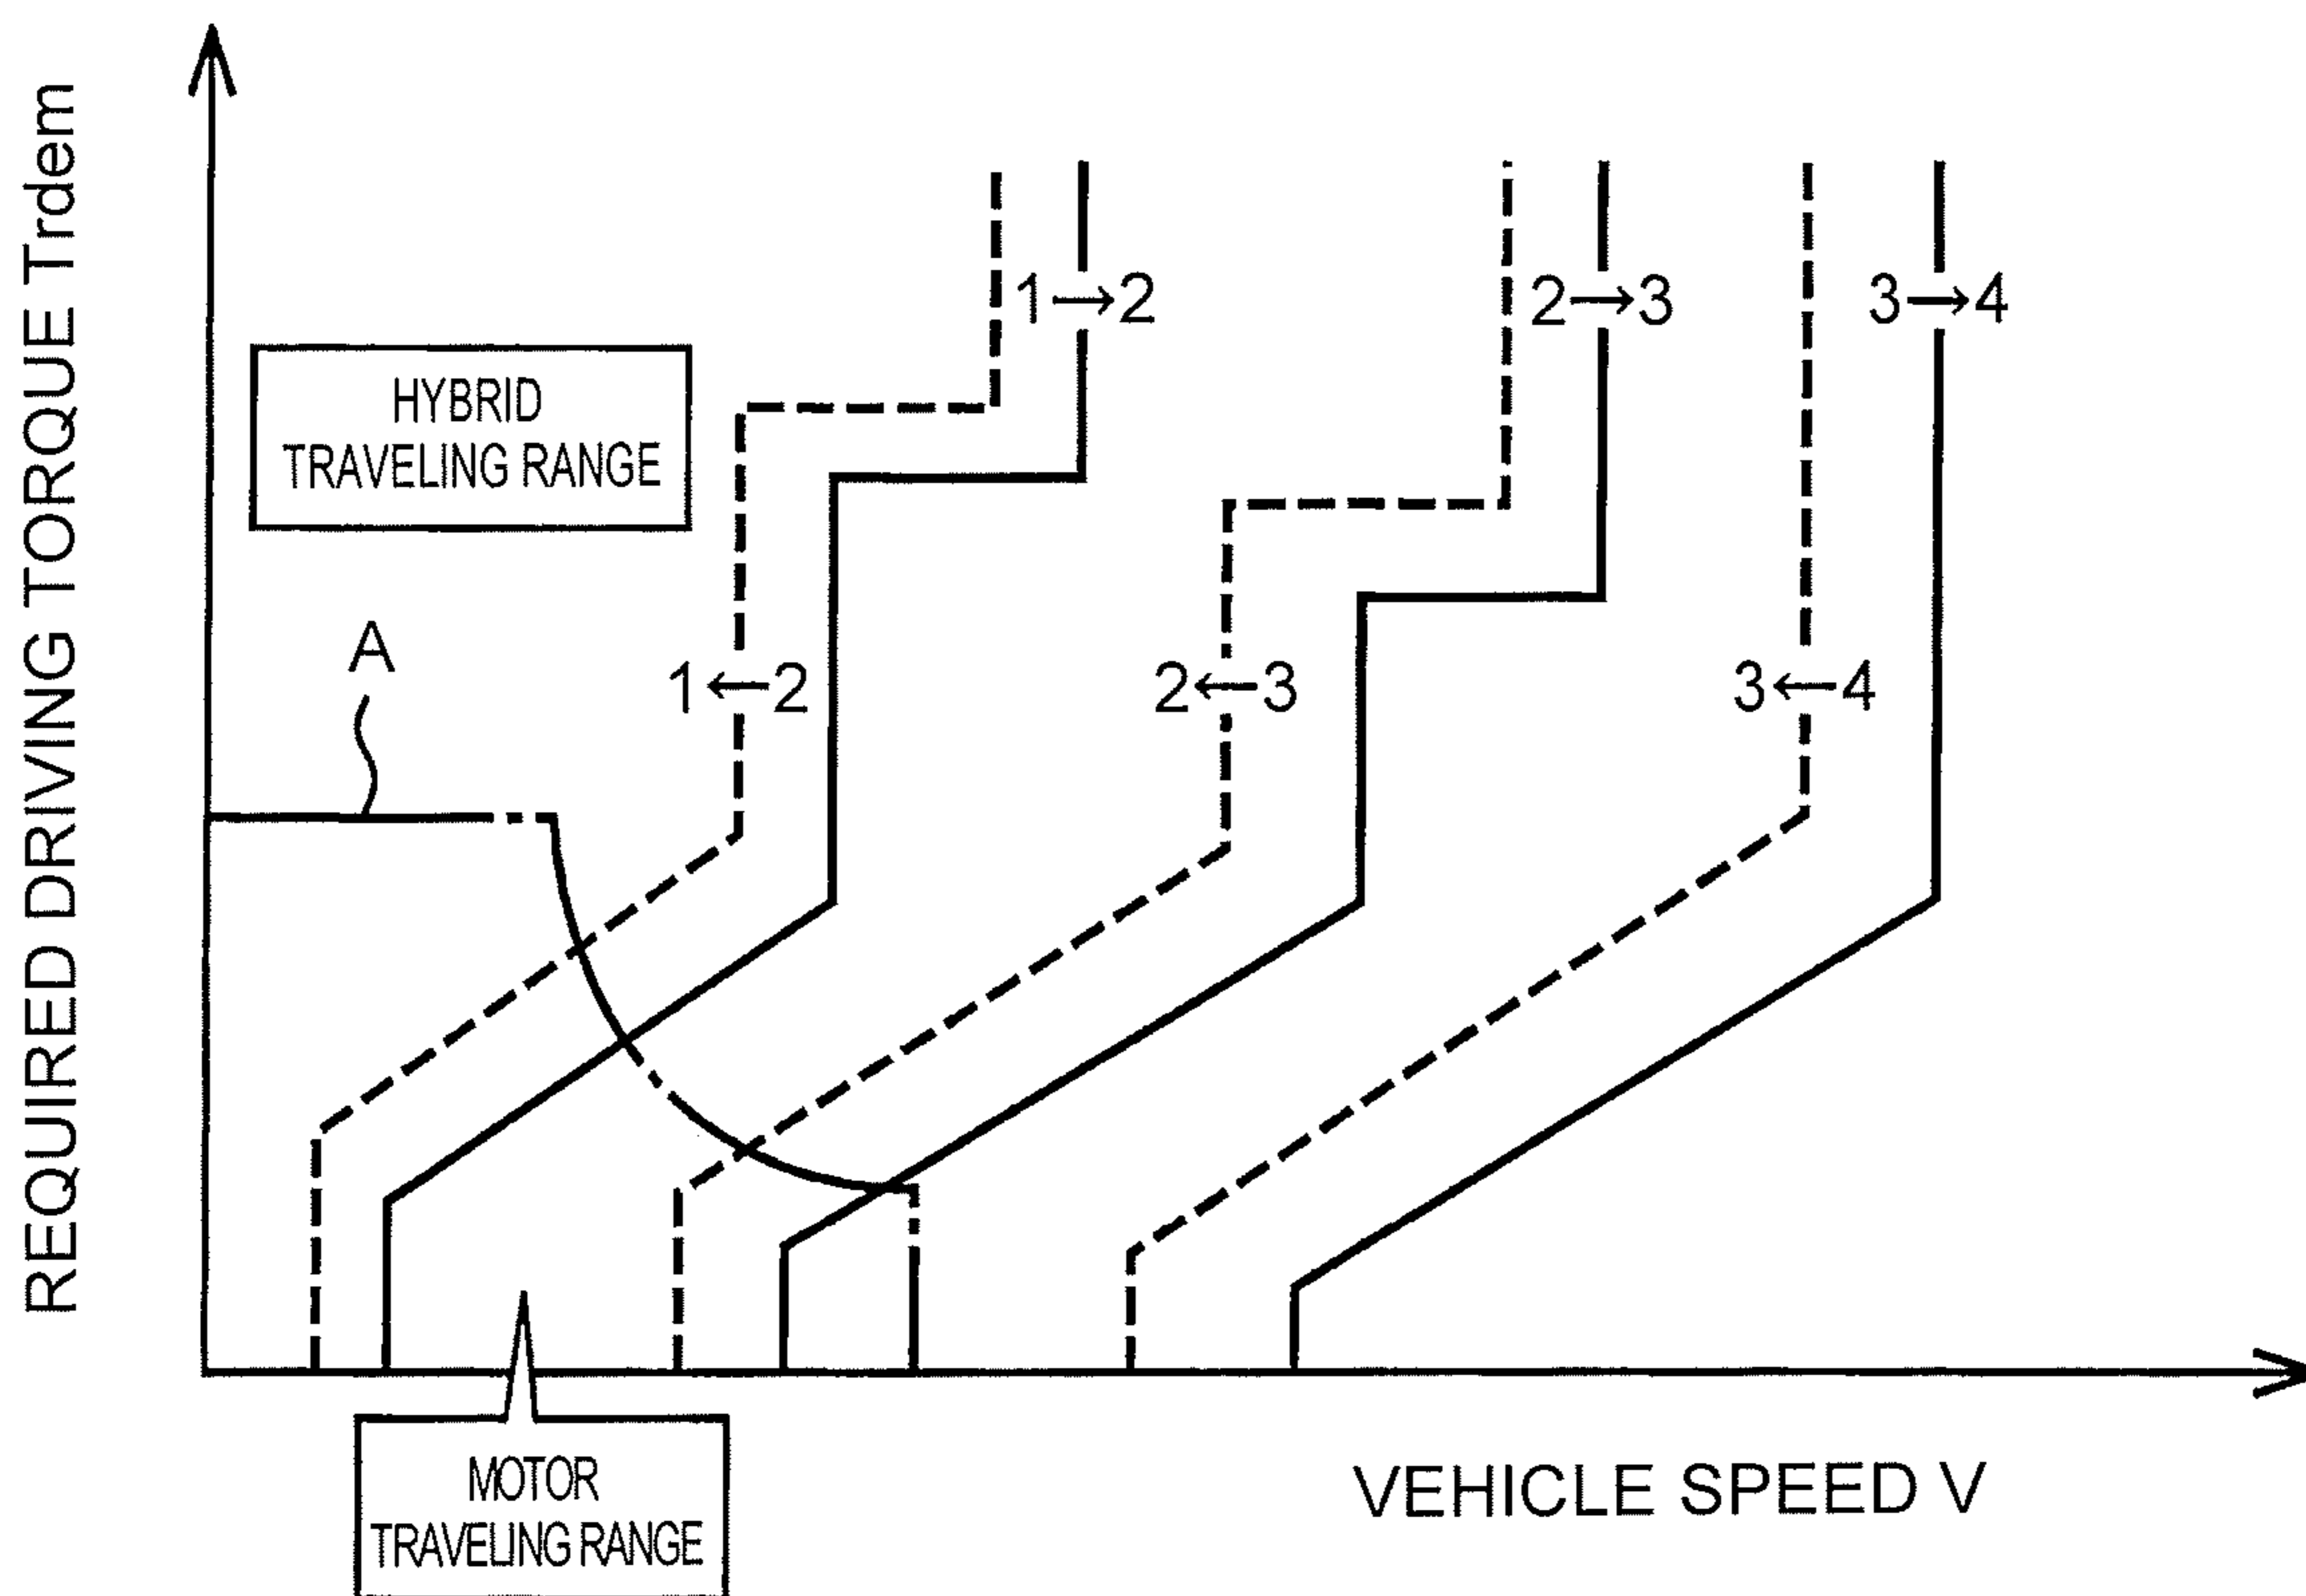 REQUIRED DRIVING TORQUE Trdem
1→2
2→3
3→4
HYBRID
TRAVELING RANGE
A
1←2
2←3
3←4
MOTOR
TRAVELING RANGE
VEHICLE SPEED V